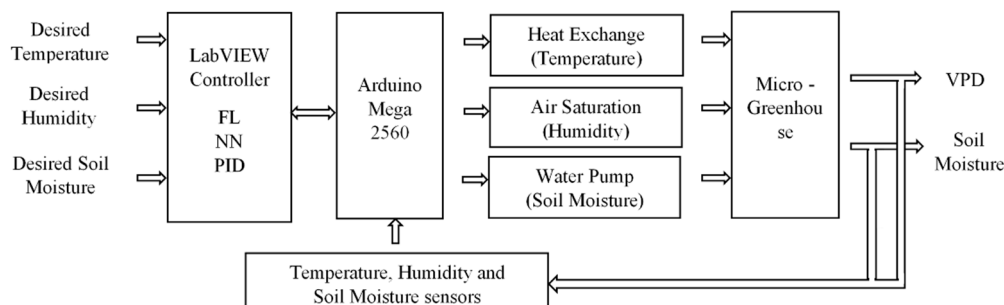 Desired
Temperature
Desired
Humidity
Desired Soil
Moisture
LabVIEW
Controller
FL
NN
PID
Arduino
Mega
2560
Heat Exchange
(Temperature)
Air Saturation
(Humidity)
Water Pump
(Soil Moisture)
Micro -
Greenhou
se
VPD
Soil
Moisture
Temperature, Humidity and
Soil Moisture sensors